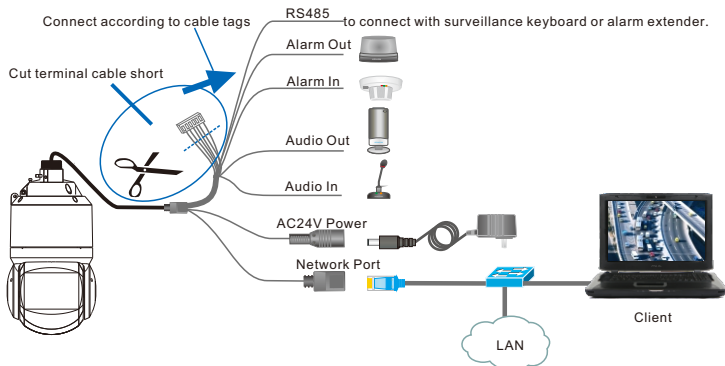 Connect according to cable tags
RS485
to connect with surveillance keyboard or alarm extender.
Alarm Out
Cut terminal cable short
Alarm In
Audio Out
Audio In
AC24V Power
Network Port
Client
LAN